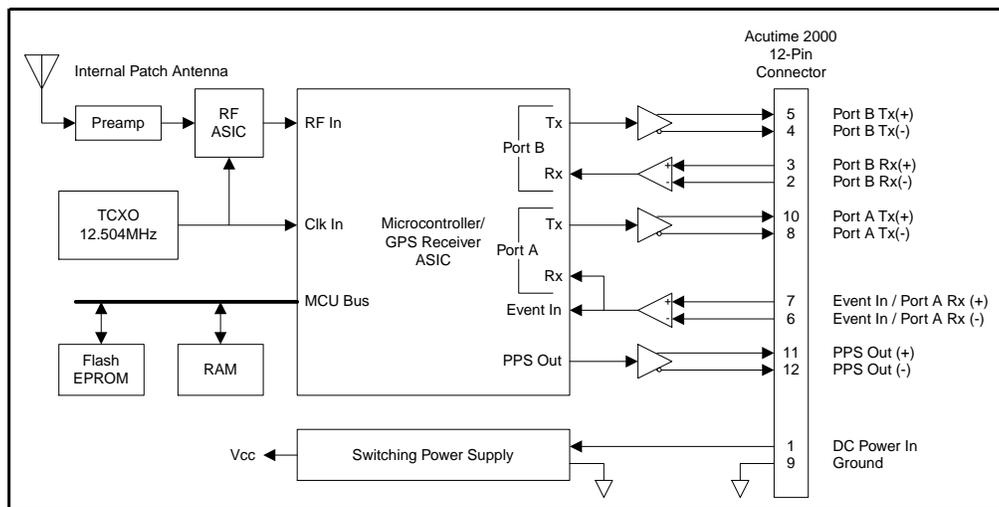 Acutime 2000
12-Pin
Connector
Internal Patch Antenna
Preamp
RF
ASIC
RF In
TCXO
12.504MHz
Clk In
MCU Bus
Flash
EPROM
RAM
Microcontroller/
GPS Receiver
ASIC
Tx
Port B
Rx
Tx
Port A
Rx
Event In
PPS Out
+
-
+
-
5 Port B Tx(+)
4 Port B Tx(-)
3 Port B Rx(+)
2 Port B Rx(-)
10 Port A Tx(+)
8 Port A Tx(-)
7 Event In / Port A Rx (+)
6 Event In / Port A Rx (-)
11 PPS Out (+)
12 PPS Out (-)
1 DC Power In
9 Ground
Vcc
Switching Power Supply